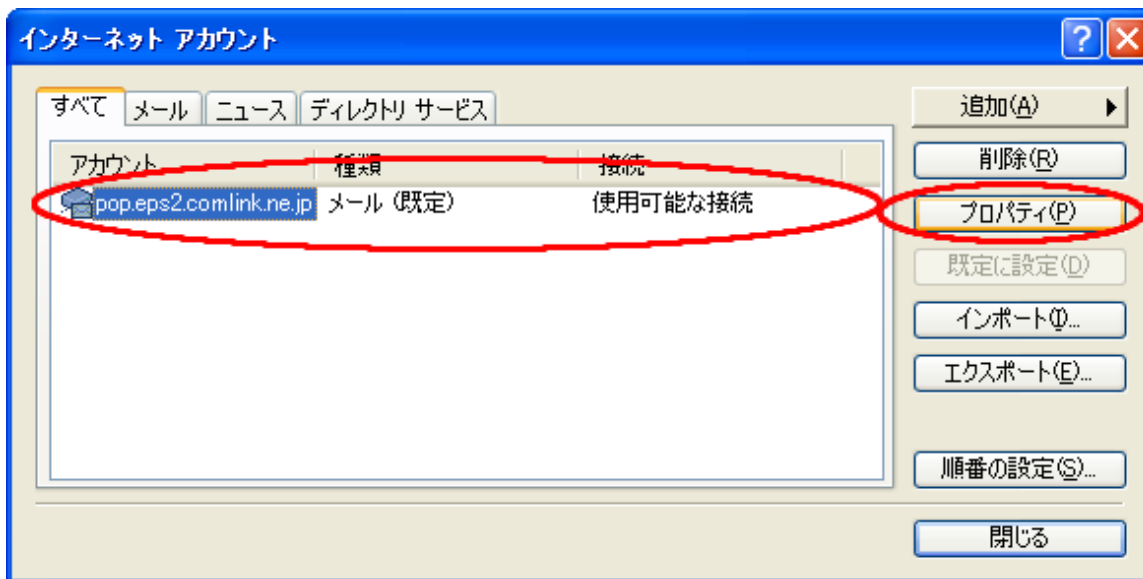 インターネット アカウント
すべて メール ニュース ディレクトリ サービス
アカウント 種類 接続
pop.eps2.comlink.ne.jp メール (既定) 使用可能な接続
追加(A)
削除(R)
プロパティ(P)
既定に設定(D)
インポート(I)...
エクスポート(E)...
順番の設定(S)...
閉じる